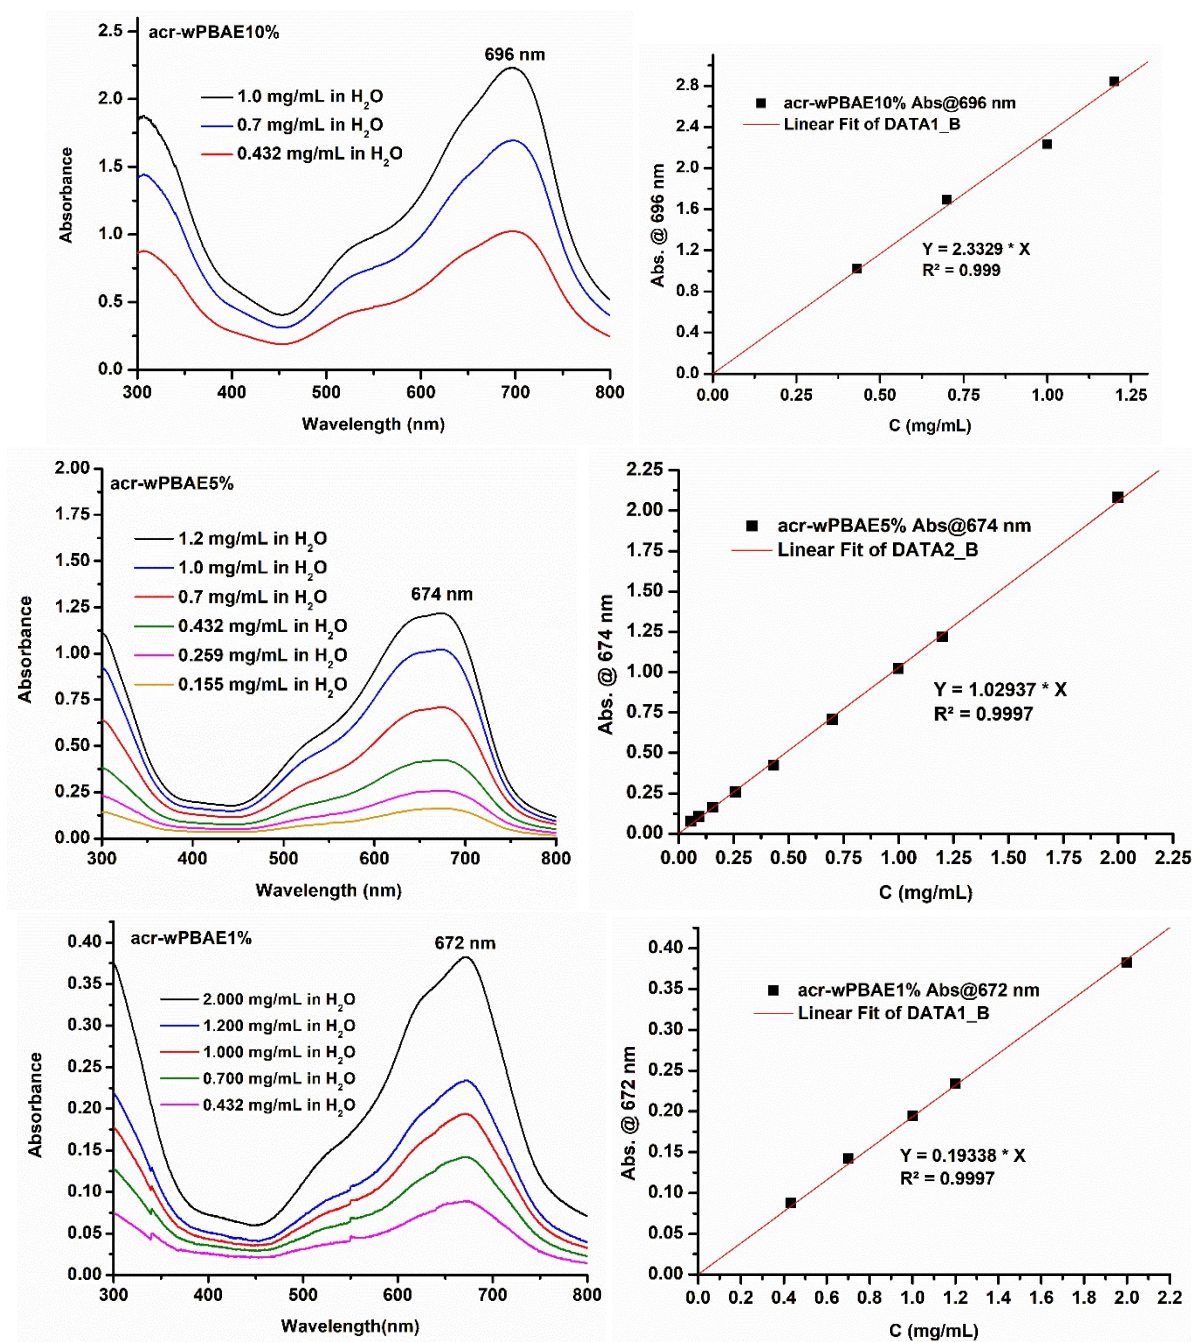 acr-wPBAE10%
696 nm
1.0 mg/mL in H2O
0.7 mg/mL in H2O
0.432 mg/mL in H2O
2.5
2.0
1.5
1.0
0.5
0.0
Absorbance
300 400 500 600 700 800
Wavelength (nm)
acr-wPBAE10% Abs@696 nm
Linear Fit of DATA1_B
Y = 2.3329 * X
R² = 0.999
2.8
2.4
2.0
1.6
1.2
0.8
0.4
0.0
Abs. @ 696 nm
0.00 0.25 0.50 0.75 1.00 1.25
C (mg/mL)
acr-wPBAE5%
1.2 mg/mL in H2O
1.0 mg/mL in H2O
0.7 mg/mL in H2O
0.432 mg/mL in H2O
0.259 mg/mL in H2O
0.155 mg/mL in H2O
674 nm
2.00
1.75
1.50
1.25
1.00
0.75
0.50
0.25
0.00
Absorbance
300 400 500 600 700 800
Wavelength (nm)
acr-wPBAE5% Abs@674 nm
Linear Fit of DATA2_B
Y = 1.02937 * X
R² = 0.9997
2.25
2.00
1.75
1.50
1.25
1.00
0.75
0.50
0.25
0.00
Abs. @ 674 nm
0.00 0.25 0.50 0.75 1.00 1.25 1.50 1.75 2.00 2.25
C (mg/mL)
acr-wPBAE1%
672 nm
2.000 mg/mL in H2O
1.200 mg/mL in H2O
1.000 mg/mL in H2O
0.700 mg/mL in H2O
0.432 mg/mL in H2O
0.40
0.35
0.30
0.25
0.20
0.15
0.10
0.05
0.00
Absorbance
300 400 500 600 700 800
Wavelength(nm)
acr-wPBAE1% Abs@672 nm
Linear Fit of DATA1_B
Y = 0.19338 * X
R² = 0.9997
0.40
0.35
0.30
0.25
0.20
0.15
0.10
0.05
0.00
Abs. @ 672 nm
0.0 0.2 0.4 0.6 0.8 1.0 1.2 1.4 1.6 1.8 2.0 2.2
C (mg/mL)